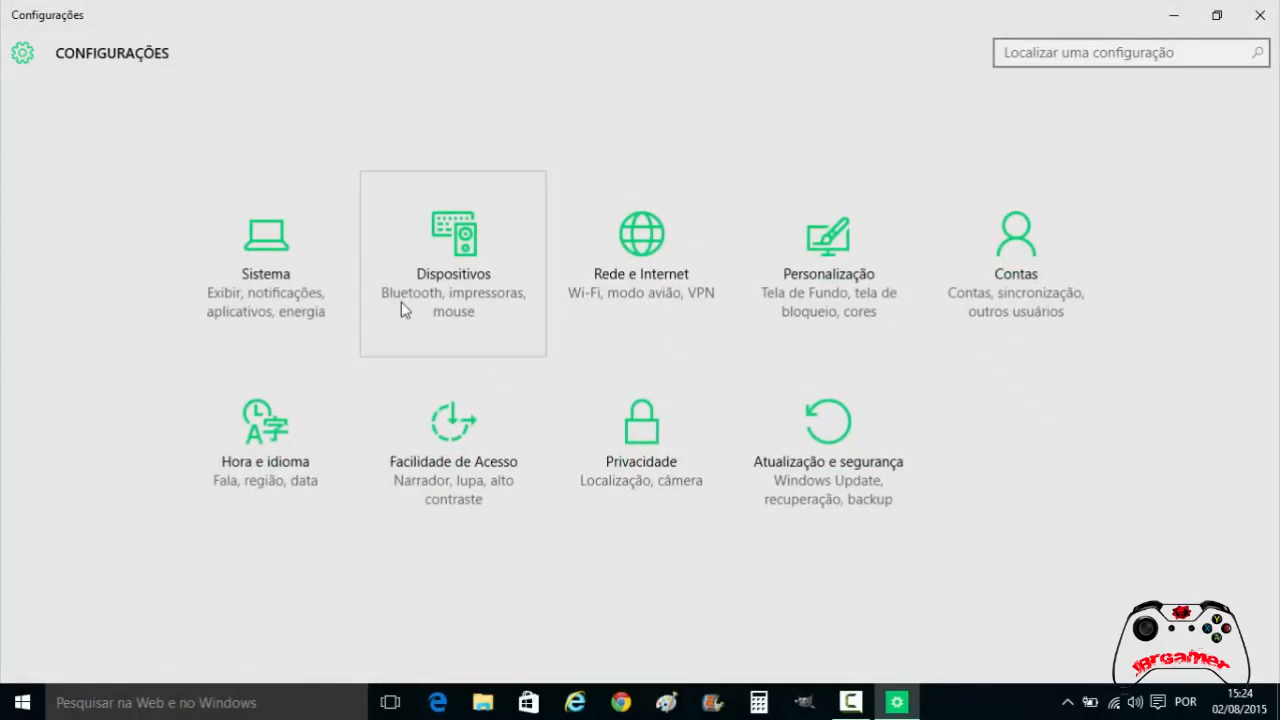 Configurações
CONFIGURAÇÕES
Localizar uma configuração
Sistema
Exibir, notificações,
aplicativos, energia
Dispositivos
Bluetooth, impressoras,
mouse
Rede e Internet
Wi-Fi, modo avião, VPN
Personalização
Tela de Fundo, tela de
bloqueio, cores
Contas
Contas, sincronização,
outros usuários
Hora e idioma
Fala, região, data
Facilidade de Acesso
Narrador, lupa, alto
contraste
Privacidade
Localização, câmera
Atualização e segurança
Windows Update,
recuperação, backup
Y
X
B
A
Pesquisar na Web e no Windows
POR
15:24
02/08/2015